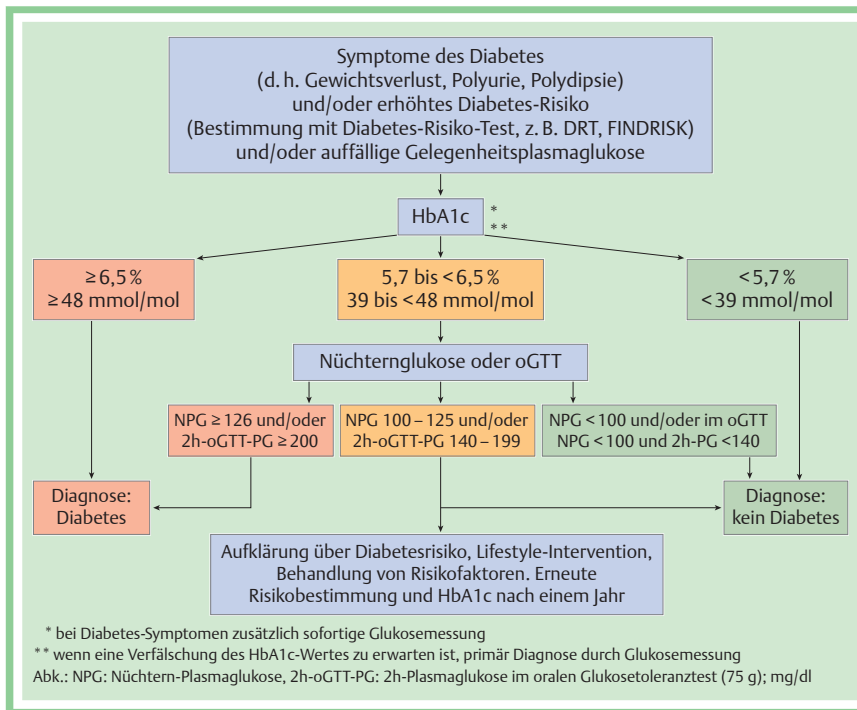 Symptome des Diabetes
(d. h. Gewichtsverlust, Polyurie, Polydipsie)
und/oder erhöhtes Diabetes-Risiko
(Bestimmung mit Diabetes-Risiko-Test, z. B. DRT, FINDRISK)
und/oder auffällige Gelegenheitsplasmaglukose
HbA1c
*
**
≥ 6,5 %
≥ 48 mmol/mol
5,7 bis < 6,5 %
39 bis < 48 mmol/mol
< 5,7 %
< 39 mmol/mol
Nüchternglukose oder oGTT
NPG ≥ 126 und/oder
2h-oGTT-PG ≥ 200
NPG 100 – 125 und/oder
2h-oGTT-PG 140 – 199
NPG < 100 und/oder im oGTT
NPG < 100 und 2h-PG <140
Diagnose:
Diabetes
Diagnose:
kein Diabetes
Aufklärung über Diabetesrisiko, Lifestyle-Intervention,
Behandlung von Risikofaktoren. Erneute
Risikobestimmung und HbA1c nach einem Jahr
* bei Diabetes-Symptomen zusätzlich sofortige Glukosemessung
** wenn eine Verfälschung des HbA1c-Wertes zu erwarten ist, primär Diagnose durch Glukosemessung
Abk.: NPG: Nüchtern-Plasmaglukose, 2h-oGTT-PG: 2h-Plasmaglukose im oralen Glukosetoleranztest (75 g); mg/dl